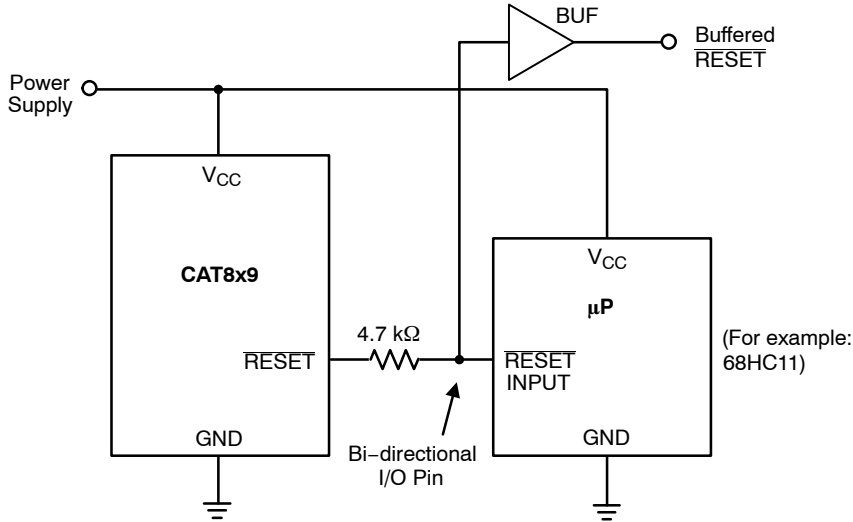 BUF
Buffered
RESET
Power
Supply
VCC
CAT8x9
VCC
μP
4.7 kΩ
RESET
RESET
INPUT
(For example:
68HC11)
GND
GND
Bi−directional
I/O Pin